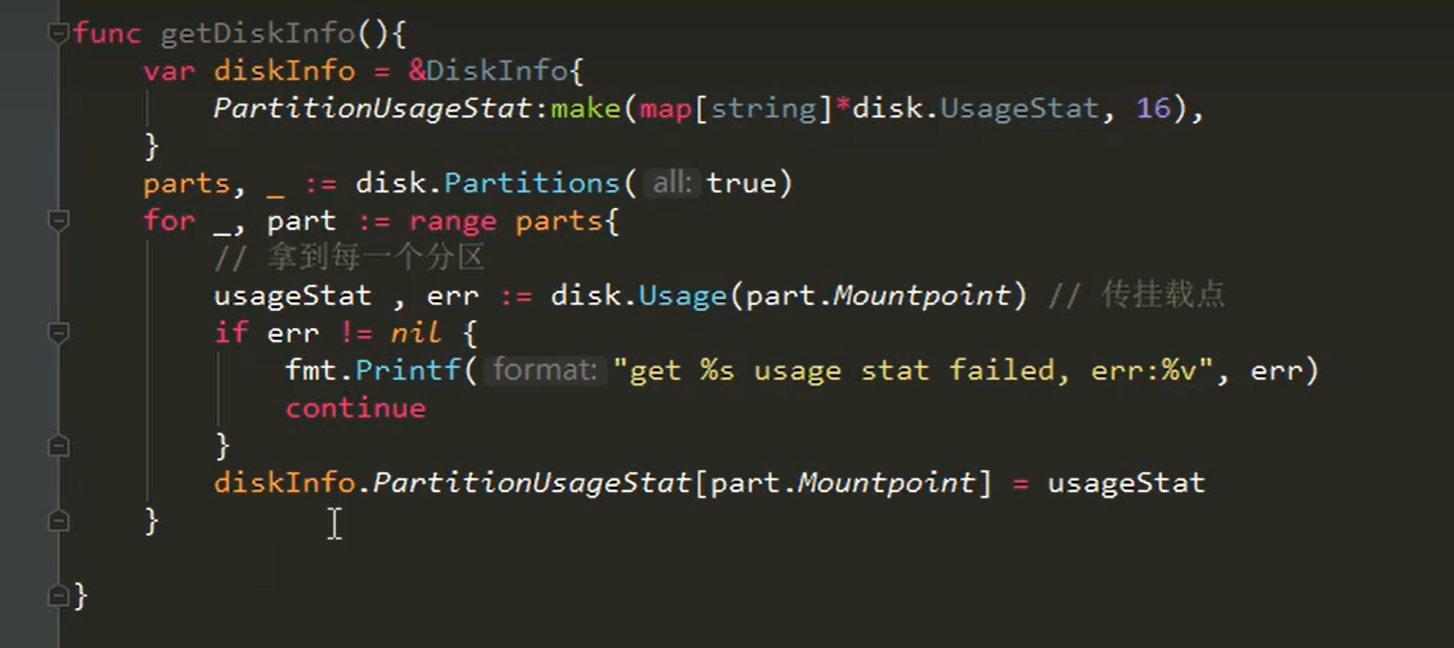 func getDiskInfo(){
    var diskInfo = &DiskInfo{
        PartitionUsageStat:make(map[string]*disk.UsageStat, 16),
    }
    parts, _ := disk.Partitions( all: true)
    for _, part := range parts{
        // 拿到每一个分区
        usageStat , err := disk.Usage(part.Mountpoint) // 传挂载点
        if err != nil {
            fmt.Printf( format: "get %s usage stat failed, err:%v", err)
            continue
        }
        diskInfo.PartitionUsageStat[part.Mountpoint] = usageStat
    }
}